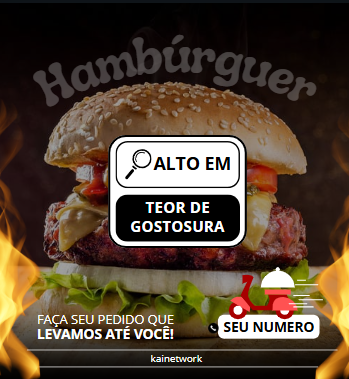 Hambúrguer
ALTO EM
TEOR DE
GOSTOSURA
FAÇA SEU PEDIDO QUE
LEVAMOS ATÉ VOCÊ!
SEU NUMERO
kainetwork